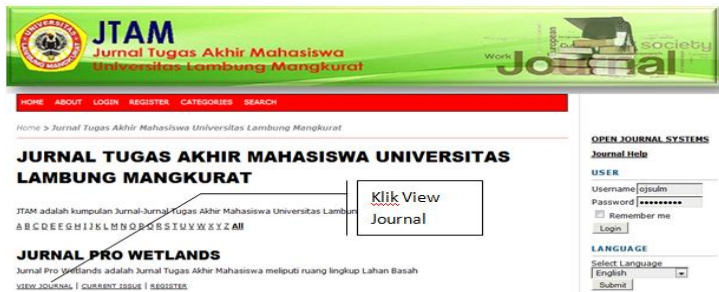 JTAM
Jurnal Tugas Akhir Mahasiswa
Universitas Lambung Mangkurat
Work
Journal
European
society
HOME ABOUT LOGIN REGISTER CATEGORIES SEARCH
Home > Jurnal Tugas Akhir Mahasiswa Universitas Lambung Mangkurat
JURNAL TUGAS AKHIR MAHASISWA UNIVERSITAS
LAMBUNG MANGKURAT
Klik View
Journal
JTAM adalah kumpulan Jurnal-Jurnal Tugas Akhir Mahasiswa Universitas Lambun
A B C D E F G H I J K L M N O P Q R S T U V W X Y Z All
JURNAL PRO WETLANDS
Jurnal Pro Wetlands adalah Jurnal Tugas Akhir Mahasiswa meliputi ruang lingkup Lahan Basah
VIEW JOURNAL | CURRENT ISSUE | REGISTER
OPEN JOURNAL SYSTEMS
Journal Help
USER
Username ojsulm
Password •••••••••
Remember me
Login
LANGUAGE
Select Language
English
Submit